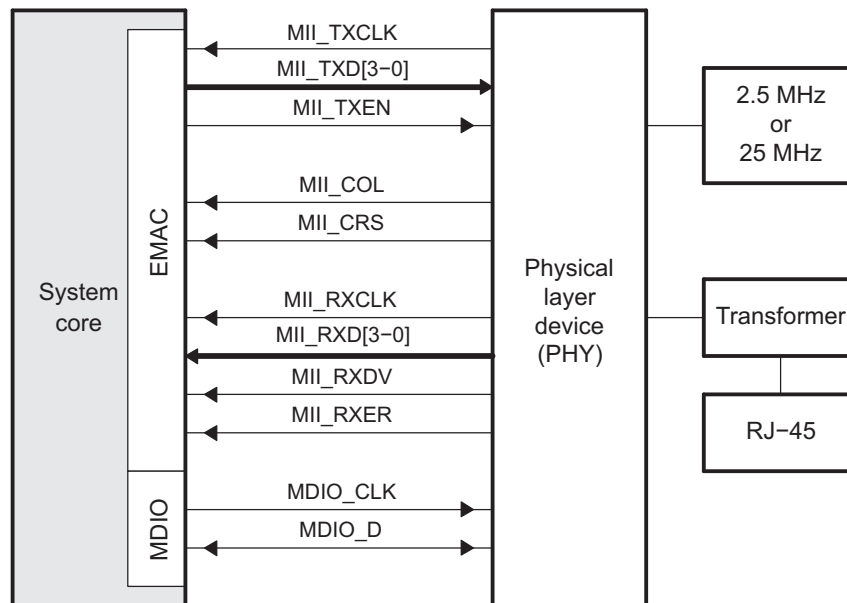 MII_TXCLK
MII_TXD[3−0]
MII_TXEN
MII_COL
MII_CRS
MII_RXCLK
MII_RXD[3−0]
MII_RXDV
MII_RXER
MDIO_CLK
MDIO_D
System
core
EMAC
MDIO
Physical
layer
device
(PHY)
2.5 MHz
or
25 MHz
Transformer
RJ−45